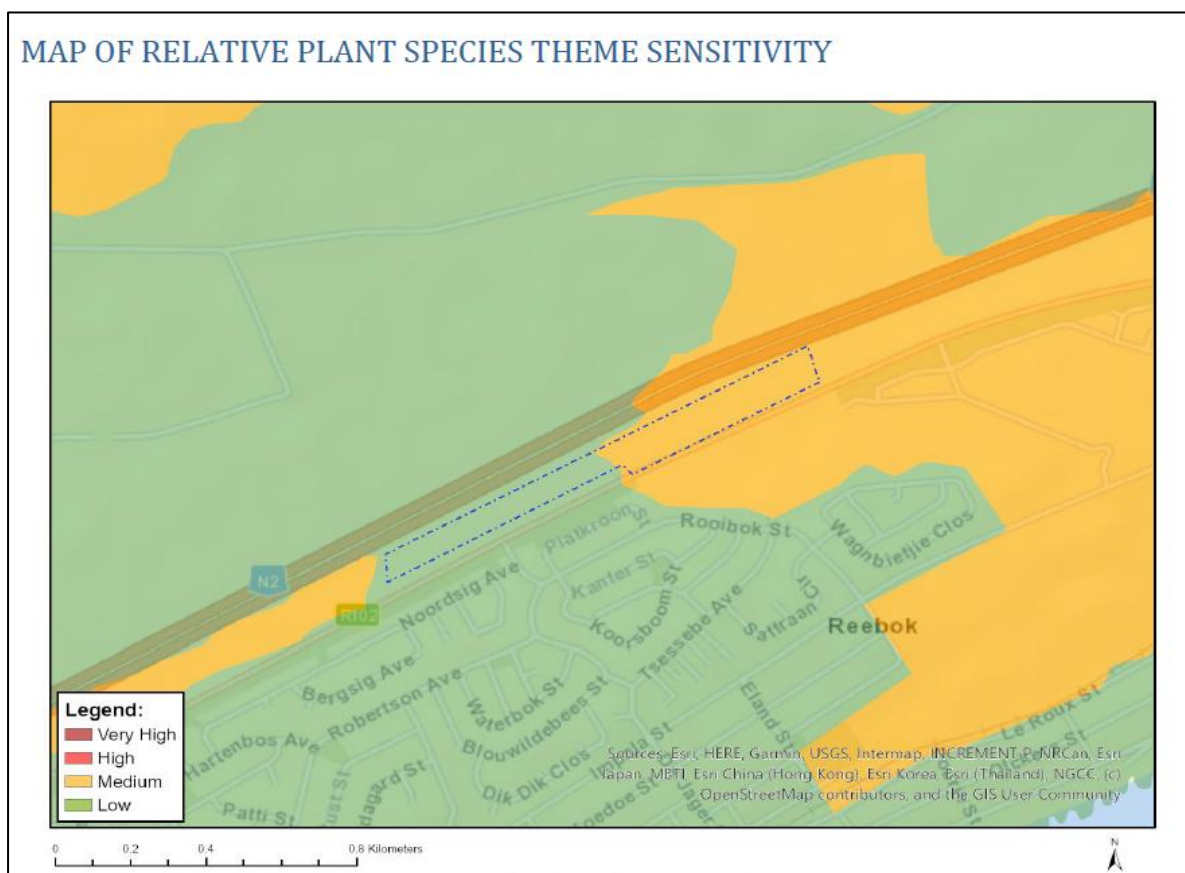 MAP OF RELATIVE PLANT SPECIES THEME SENSITIVITY
Platkroon St
Rooibok St
Wagnbietjie Clos
Kanfer St
N2
R102
Noordsig Ave
Koorsboom St
Tsessebe Ave
Saffraan Cir
Reebok
Bergsig Ave
Robertson Ave
Waterbok St
Blouwildebees St
Eland St
Le Roux St
Hartenbos Ave
Dik Dik Clos
Patti St
Legend:
Very High
High
Medium
Low
Sources: Esri, HERE, Garmin, USGS, Intermap, INCREMENT P, NRCan, Esri
Japan, METI, Esri China (Hong Kong), Esri Korea, Esri (Thailand), NGCC, (c)
OpenStreetMap contributors, and the GIS User Community
0 0.2 0.4 0.8 Kilometers
N